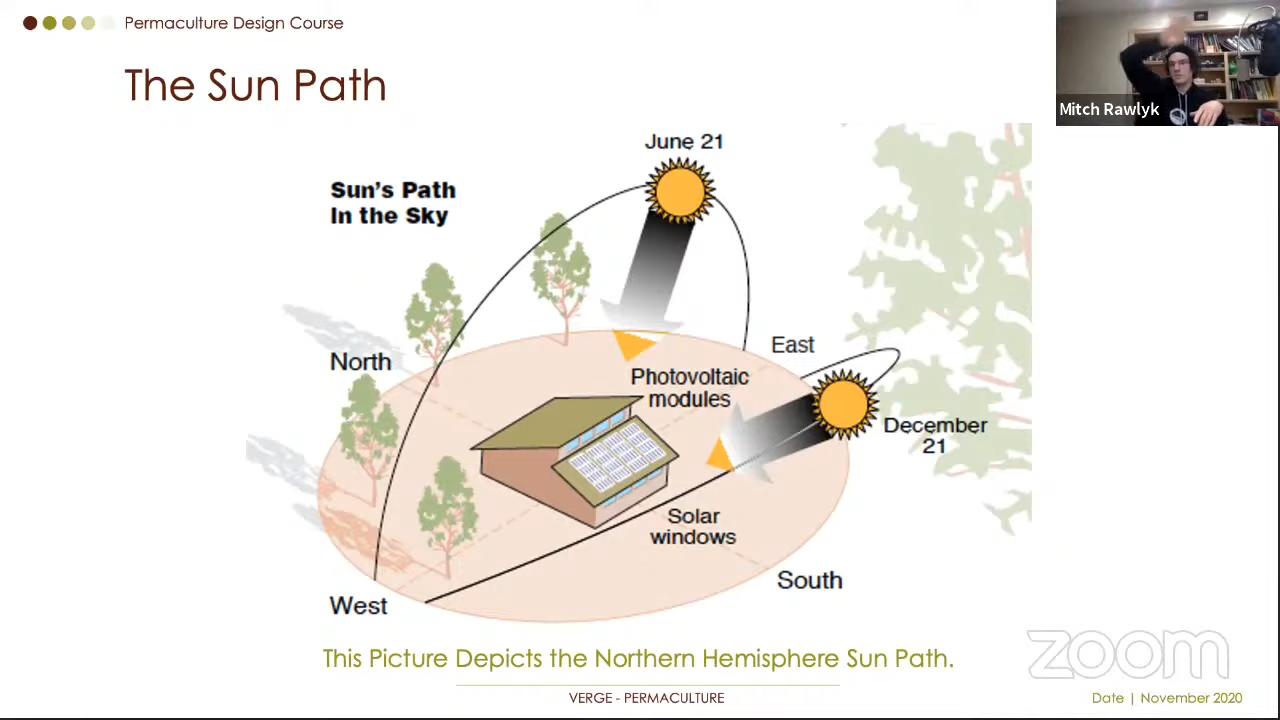 Permaculture Design Course
The Sun Path
Mitch Rawlyk
June 21
Sun's Path
In the Sky
North
East
Photovoltaic
modules
December
21
Solar
windows
South
West
This Picture Depicts the Northern Hemisphere Sun Path.
zoom
VERGE - PERMACULTURE
Date | November 2020